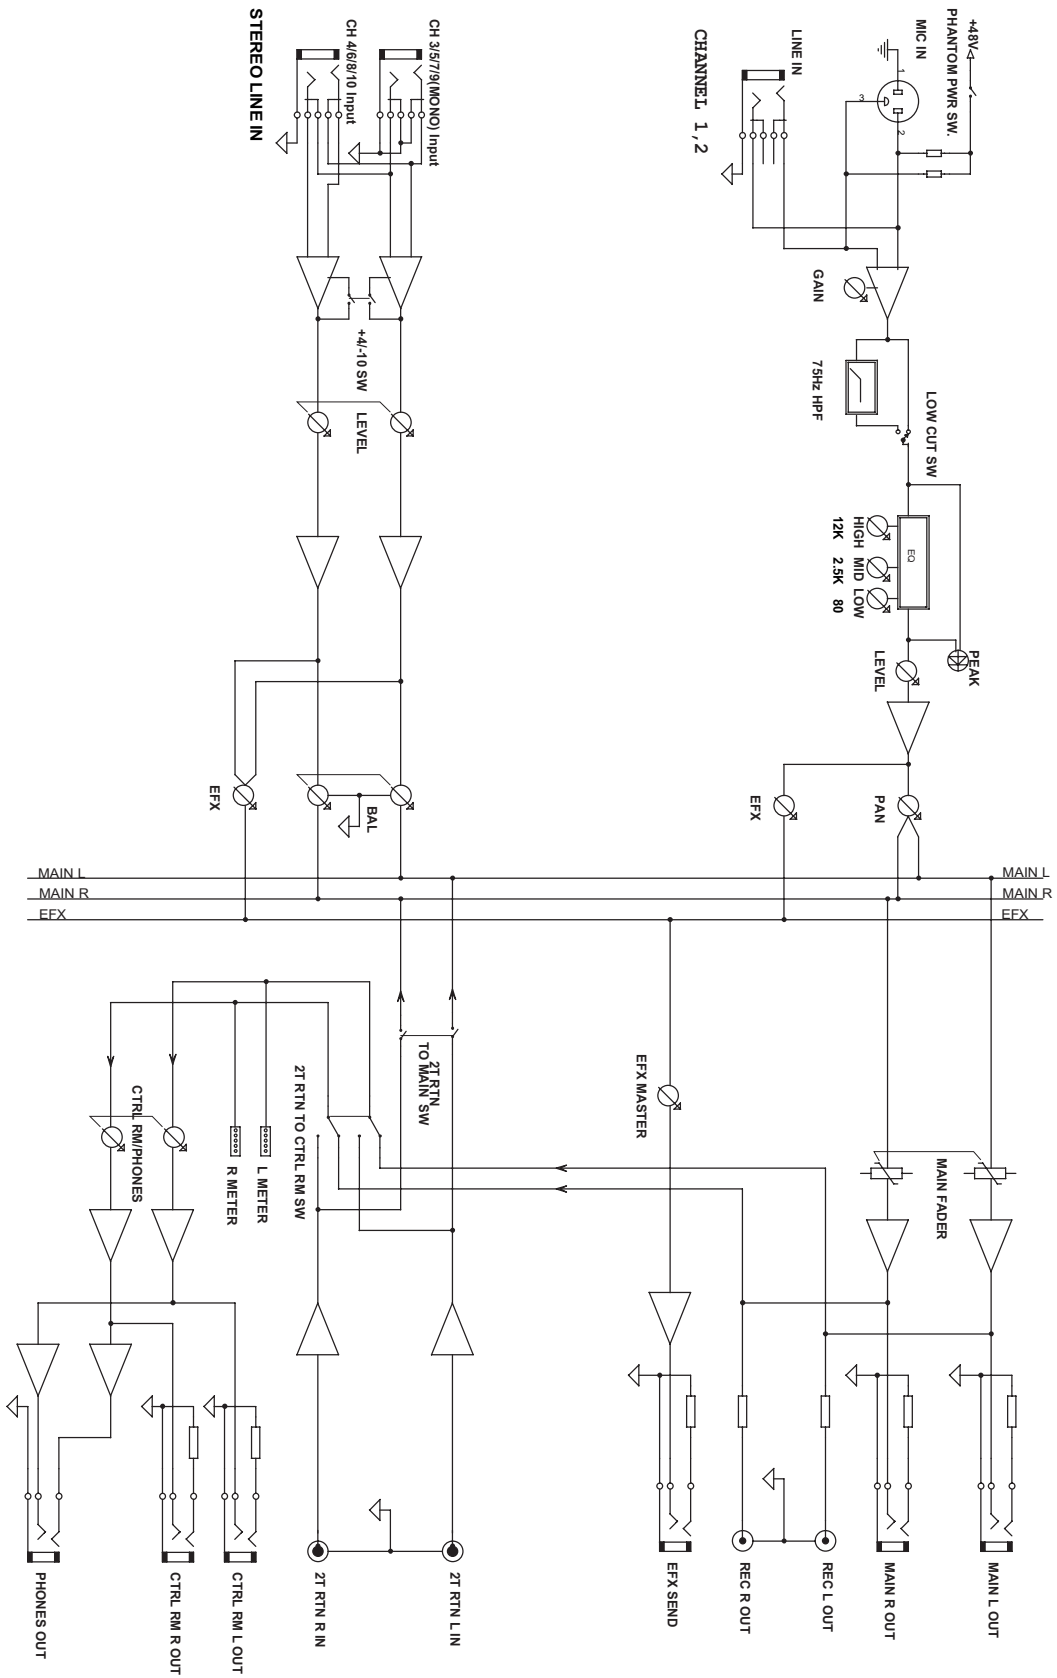 +48V
PHANTOM PWR SW.
MIC IN
1
2
3
LINE IN
CHANNEL 1,2
GAIN
75Hz HPF
LOW CUT SW
EQ
HIGH MID LOW
12K 2.5K 80
PEAK
LEVEL
PAN
EFX
CH 3/5/7/9(MONO) Input
CH 4/6/8/10 Input
STEREO LINE IN
+4/-10 SW
LEVEL
BAL
EFX
MAIN L
MAIN R
EFX
MAIN L
MAIN R
EFX
MAIN FADER
EFX MASTER
2T RTN
TO MAIN SW
2T RTN TO CTRL RM SW
L METER
R METER
CTRL RM/PHONES
MAIN L OUT
MAIN R OUT
REC L OUT
REC R OUT
EFX SEND
2T RTN L IN
2T RTN R IN
CTRL RM L OUT
CTRL RM R OUT
PHONES OUT